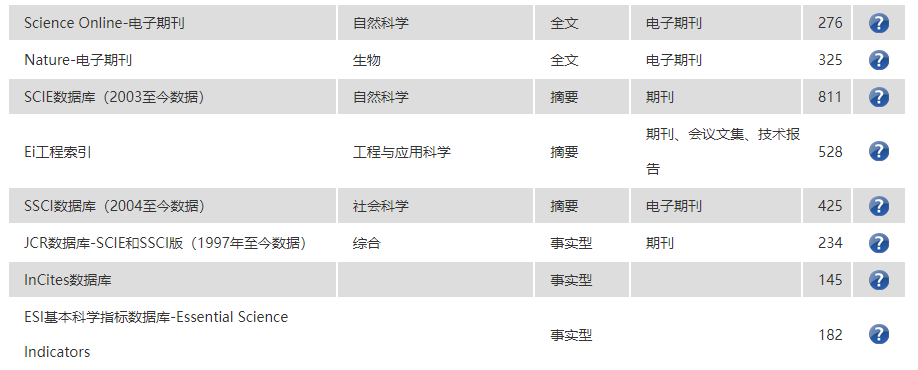 Science Online-电子期刊 自然科学 全文 电子期刊 276 ?
Nature-电子期刊 生物 全文 电子期刊 325 ?
SCIE数据库（2003至今数据） 自然科学 摘要 期刊 811 ?
Ei工程索引 工程与应用科学 摘要 期刊、会议文集、技术报 528 ?
告
SSCI数据库（2004至今数据） 社会科学 摘要 电子期刊 425 ?
JCR数据库-SCIE和SSCI版（1997年至今数据） 综合 事实型 期刊 234 ?
InCites数据库 事实型 145 ?
ESI基本科学指标数据库-Essential Science 事实型 182 ?
Indicators